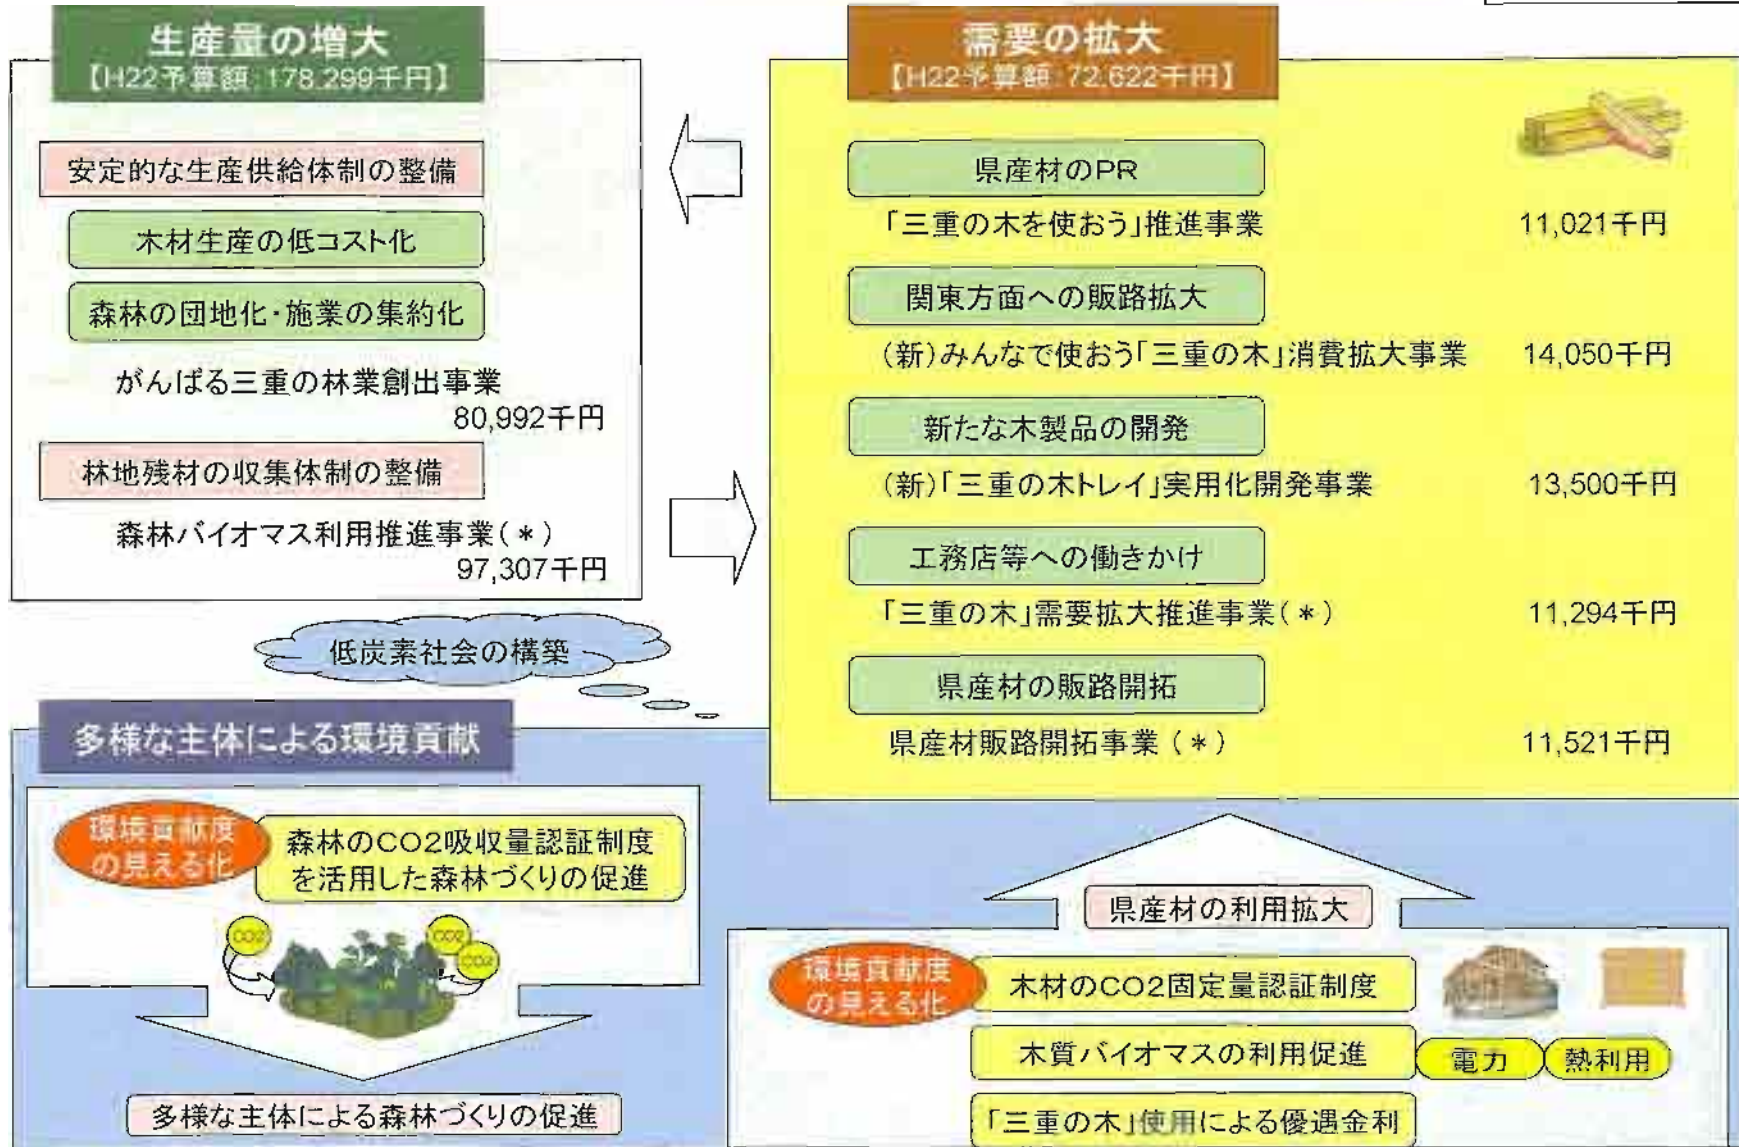 生産量の増大
【H22予算額:178,299千円】
安定的な生産供給体制の整備
木材生産の低コスト化
森林の団地化・施業の集約化
がんばる三重の林業創出事業
80,992千円
林地残材の収集体制の整備
森林バイオマス利用推進事業(＊)
97,307千円
需要の拡大
【H22予算額:72,622千円】
県産材のPR
「三重の木を使おう」推進事業 11,021千円
関東方面への販路拡大
(新)みんなで使おう「三重の木」消費拡大事業 14,050千円
新たな木製品の開発
(新)「三重の木トレイ」実用化開発事業 13,500千円
工務店等への働きかけ
「三重の木」需要拡大推進事業(＊) 11,294千円
県産材の販路開拓
県産材販路開拓事業(＊) 11,521千円
低炭素社会の構築
多様な主体による環境貢献
環境貢献度
の見える化
森林のCO2吸収量認証制度
を活用した森林づくりの促進
CO2
CO2
CO2
多様な主体による森林づくりの促進
県産材の利用拡大
環境貢献度
の見える化
木材のCO2固定量認証制度
木質バイオマスの利用促進
電力
熱利用
「三重の木」使用による優遇金利